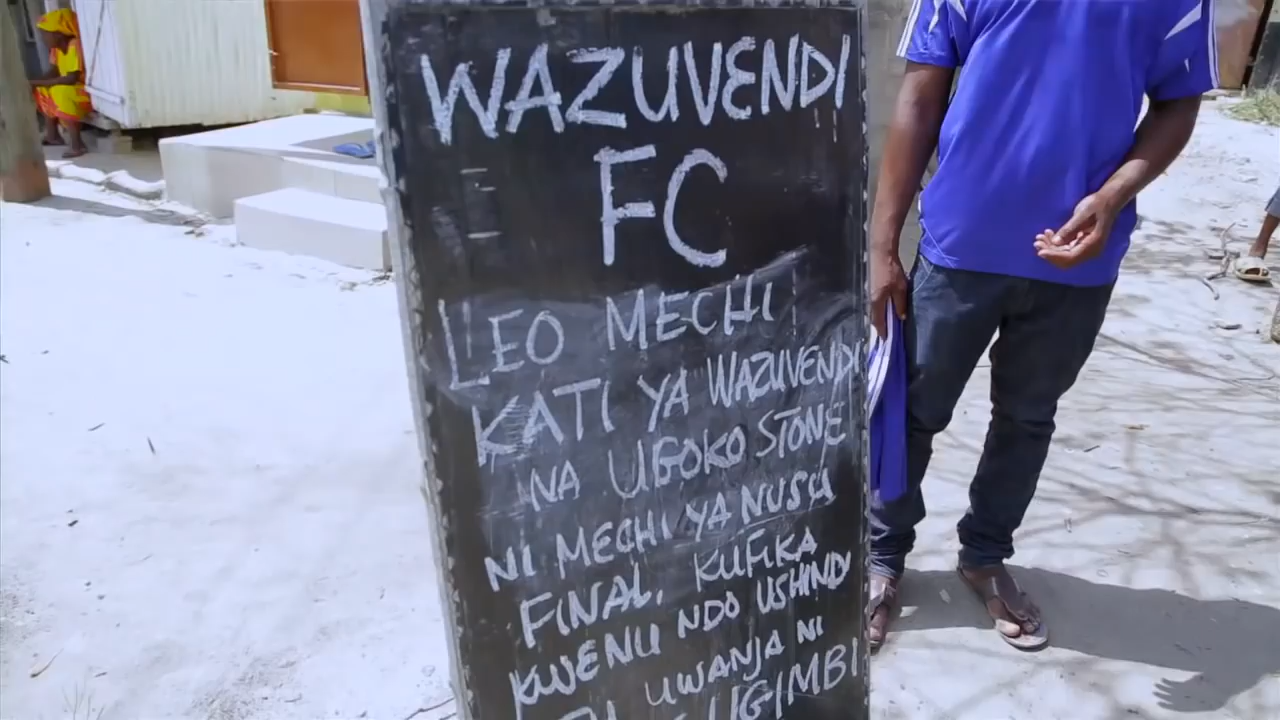 WAZUVENDI
FC
LEO MECHI
KATI YA WAZUVENDI
NA UGOKO STONE
NI MECHI YA NUSU
FINAL. KUFIKA
KWENU NDO USHINDI
UWANJA NI
UGIMBI